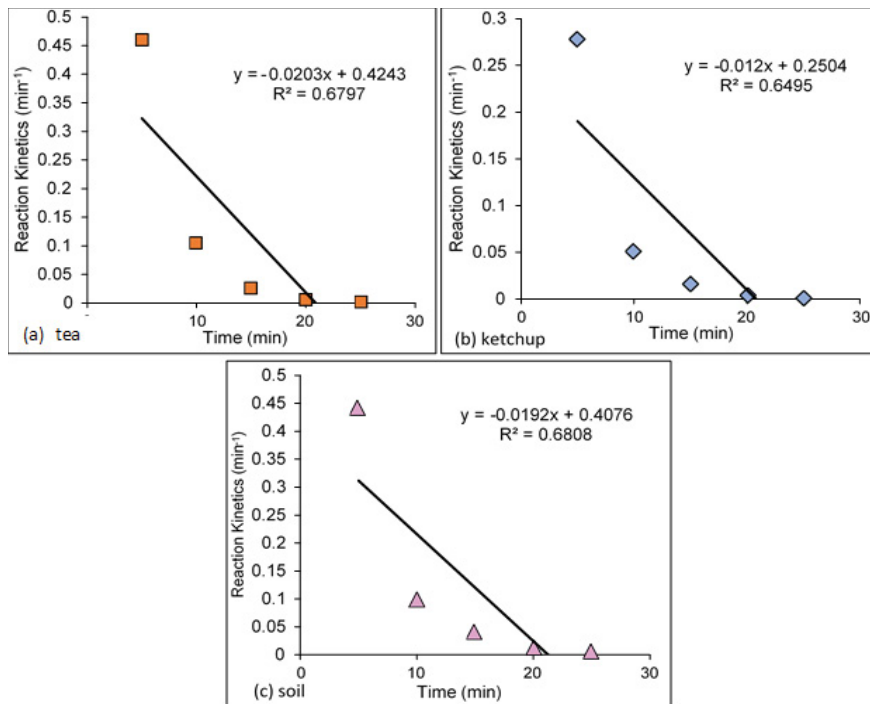 0.5
0.45
0.4
0.35
0.3
0.25
0.2
0.15
0.1
0.05
0
Reaction Kinetics (min-1)
y = -0.0203x + 0.4243
R² = 0.6797
10
20
30
Time (min)
(a) tea
0.3
0.25
0.2
0.15
0.1
0.05
0
Reaction Kinetics (min-1)
y = -0.012x + 0.2504
R² = 0.6495
0
10
20
30
Time (min)
(b) ketchup
0.5
0.45
0.4
0.35
0.3
0.25
0.2
0.15
0.1
0.05
0
Reaction Kinetics (min-1)
y = -0.0192x + 0.4076
R² = 0.6808
0
10
20
30
Time (min)
(c) soil